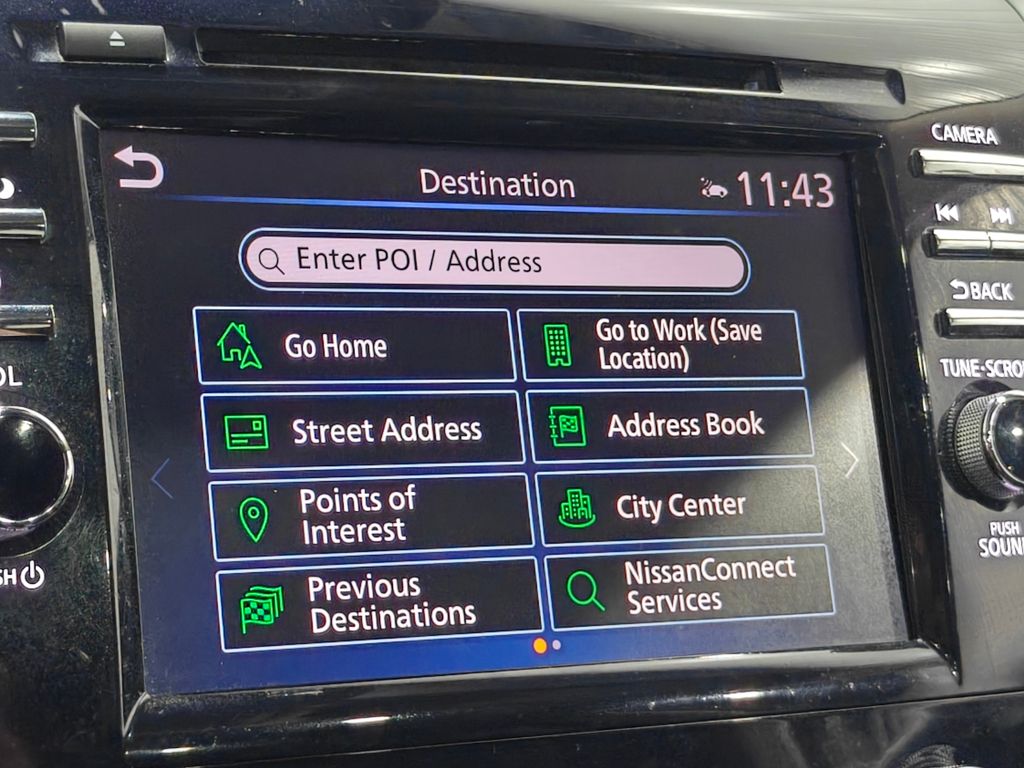 CAMERA
Destination
11:43
Enter POI / Address
BACK
Go Home
Go to Work (Save
Location)
TUNE·SCRO
OL
Street Address
Address Book
Points of
Interest
City Center
PUSH
SOUN
SH
Previous
Destinations
NissanConnect
Services